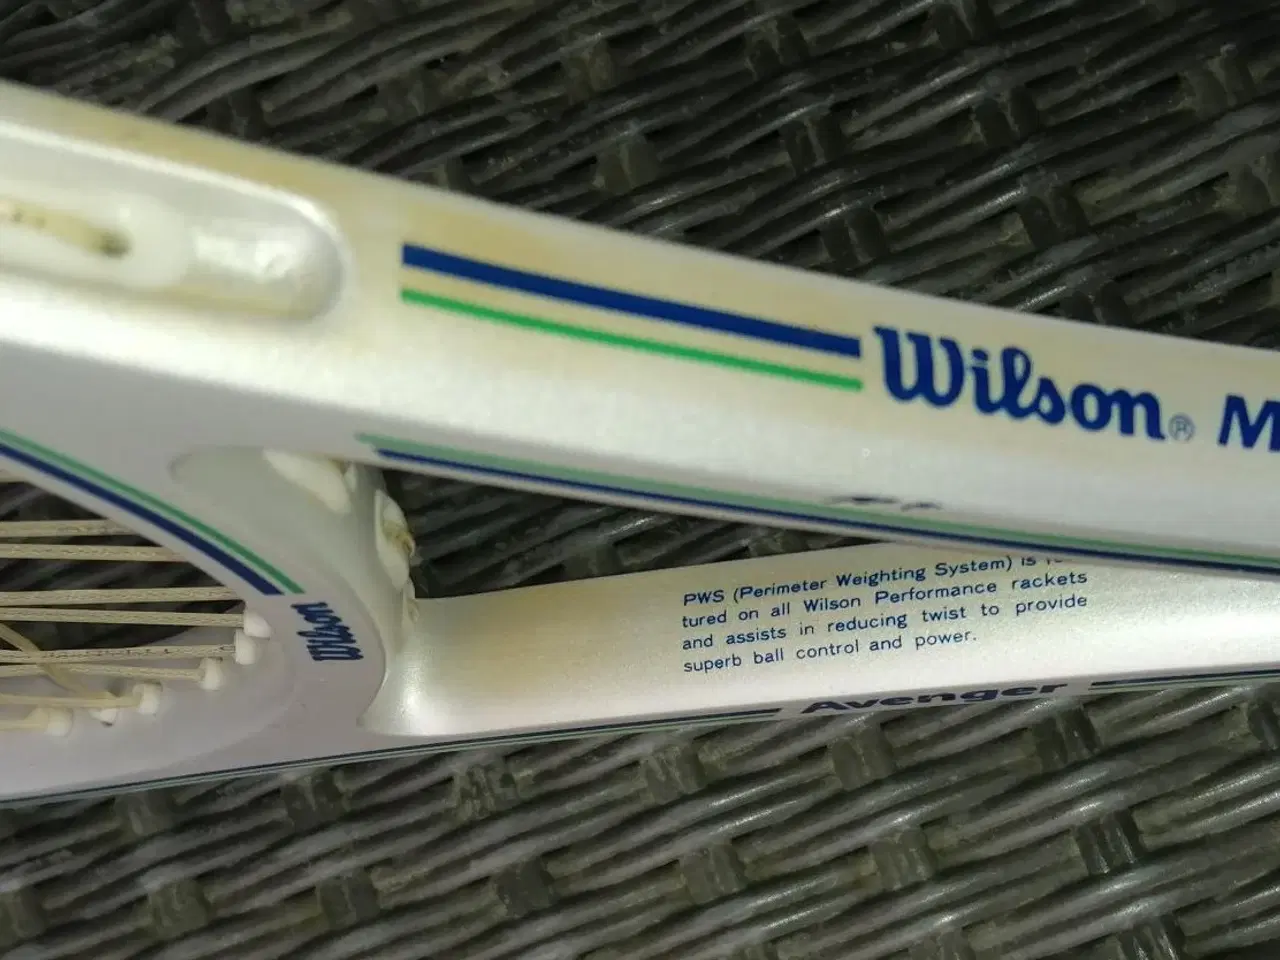 Wilson® M
Wilson
PWS (Perimeter Weighting System) is
tured on all Wilson Performance rackets
and assists in reducing twist to provide
superb ball control and power.
Avenger